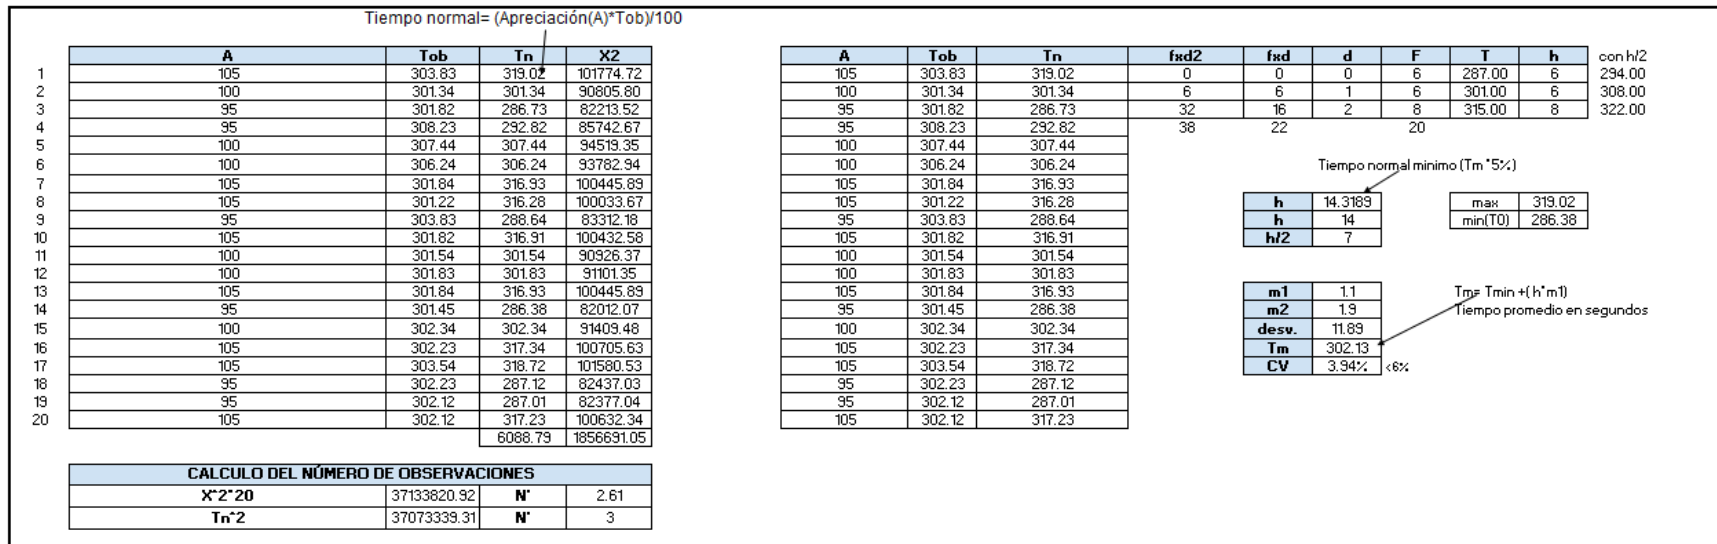 Tiempo normal= (Apreciación(A)*Tob)/100
A Tob Tn X2
1 105 303.83 319.02 101774.72
2 100 301.34 301.34 90805.80
3 95 301.82 286.73 82213.52
4 95 308.23 292.82 85742.67
5 100 307.44 307.44 94519.35
6 100 306.24 306.24 93782.94
7 105 301.84 316.93 100445.89
8 105 301.22 316.28 100033.67
9 95 303.83 288.64 83312.18
10 105 301.82 316.91 100432.58
11 100 301.54 301.54 90926.37
12 100 301.83 301.83 91101.35
13 105 301.84 316.93 100445.89
14 95 301.45 286.38 82012.07
15 100 302.34 302.34 91409.48
16 105 302.23 317.34 100705.63
17 105 303.54 318.72 101580.53
18 95 302.23 287.12 82437.03
19 95 302.12 287.01 82377.04
20 105 302.12 317.23 100632.34
6088.79 1856691.05
CALCULO DEL NÚMERO DE OBSERVACIONES
X^2*20 37133820.92 N' 2.61
Tn^2 37073339.31 N' 3
A Tob Tn fxd2 fxd d F T h con h/2
105 303.83 319.02 0 0 0 6 287.00 6 294.00
100 301.34 301.34 6 6 1 6 301.00 6 308.00
95 301.82 286.73 32 16 2 8 315.00 8 322.00
95 308.23 292.82 38 22 20
100 307.44 307.44
100 306.24 306.24
105 301.84 316.93
105 301.22 316.28
95 303.83 288.64
105 301.82 316.91
100 301.54 301.54
100 301.83 301.83
105 301.84 316.93
95 301.45 286.38
100 302.34 302.34
105 302.23 317.34
105 303.54 318.72
95 302.23 287.12
95 302.12 287.01
105 302.12 317.23
Tiempo normal minimo (Tm *5%)
h 14.3189
h 14
h/2 7
max 319.02
min(T0) 286.38
m1 1.1
m2 1.9
desv. 11.89
Tm 302.13
CV 3.94% <6%
Tm= Tmin +( h*m1)
Tiempo promedio en segundos